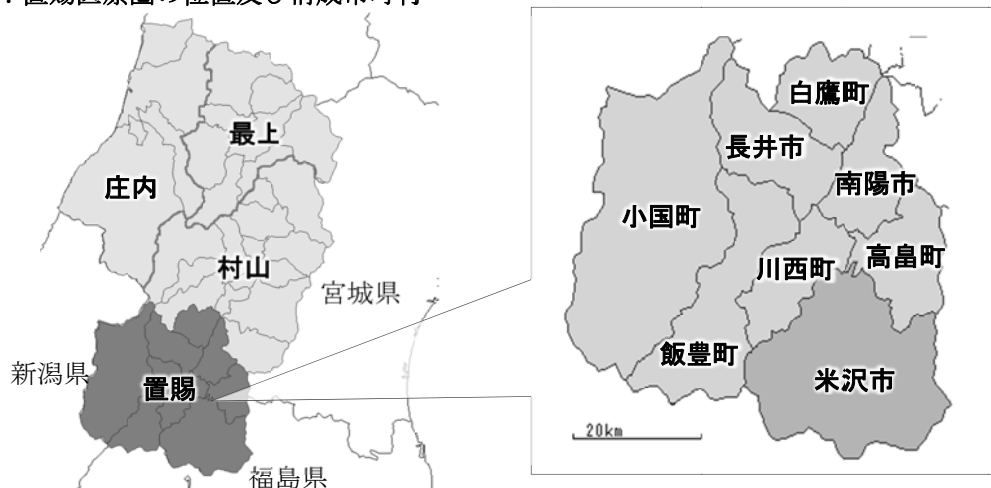 置賜医療圏の位置及び構成市町村
最上
庄内
村山
宮城県
新潟県
置賜
福島県
白鷹町
長井市
南陽市
小国町
川西町
高畠町
飯豊町
米沢市
20km